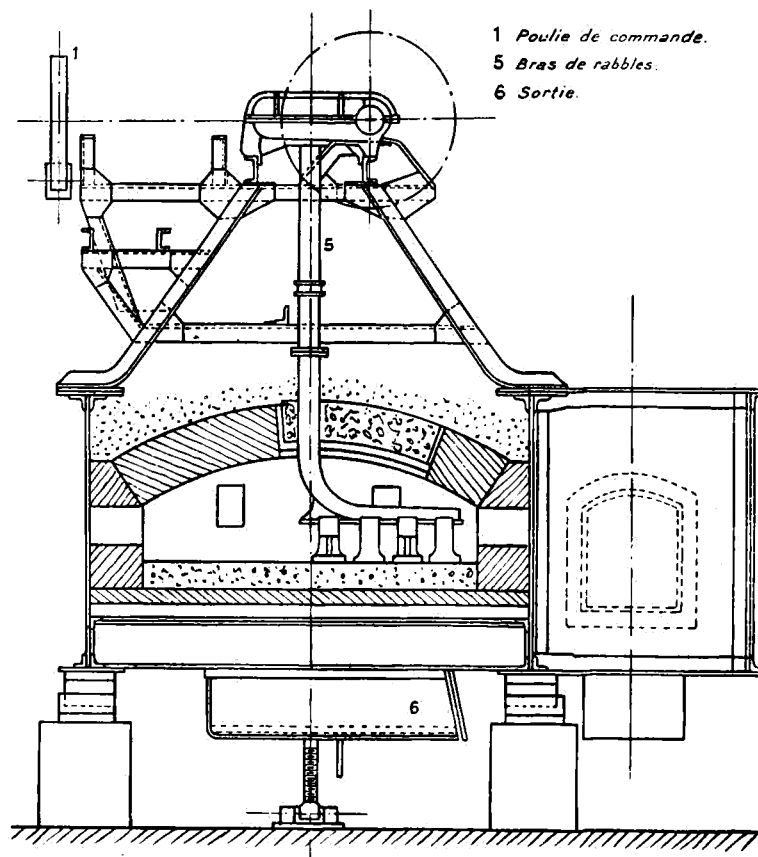 1 Poulie de commande.
5 Bras de rabbles.
6 Sortie.
1
5
6